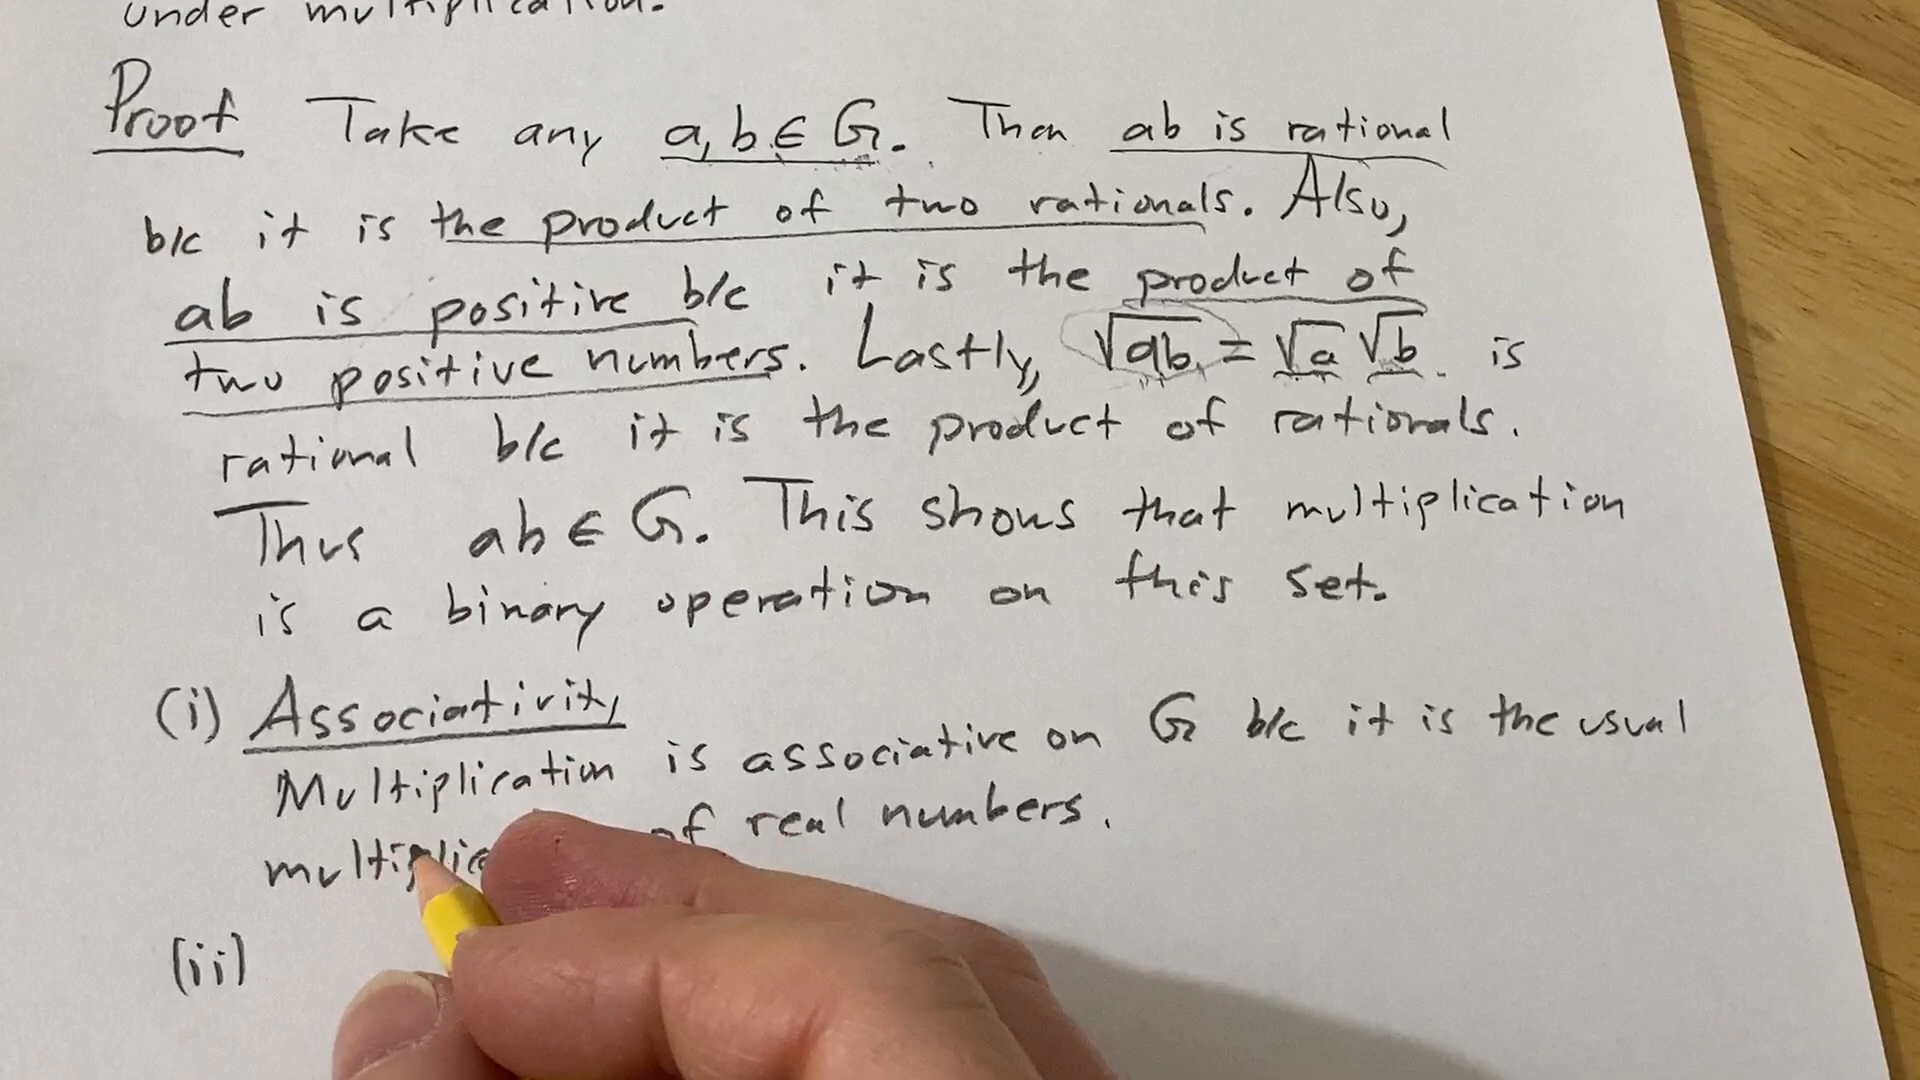 under multiplication.
Proof Take any a, b ∈ G. Then ab is rational
b/c it is the product of two rationals. Also,
ab is positive b/c it is the product of
two positive numbers. Lastly, √ab = √a √b is
rational b/c it is the product of rationals.
Thus ab ∈ G. This shows that multiplication
is a binary operation on this set.
(i) Associativity
Multiplication is associative on G b/c it is the usual
of real numbers.
(ii)